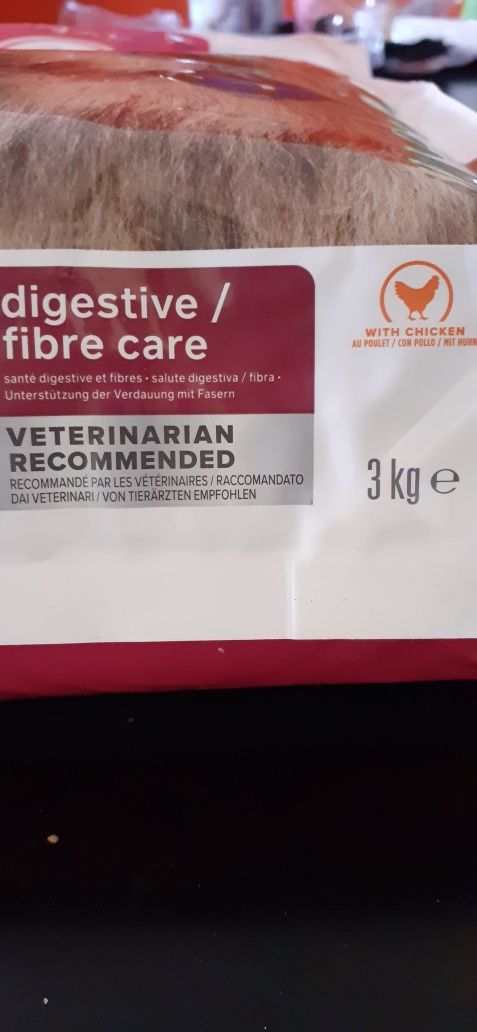 digestive /
fibre care
santé digestive et fibres • salute digestiva / fibra •
Unterstützung der Verdauung mit Fasern
VETERINARIAN
RECOMMENDED
RECOMMANDÉ PAR LES VÉTÉRINAIRES / RACCOMANDATO
DAI VETERINARI / VON TIERÄRZTEN EMPFOHLEN
WITH CHICKEN
AU POULET / CON POLLO / MIT HUHN
3 kg e